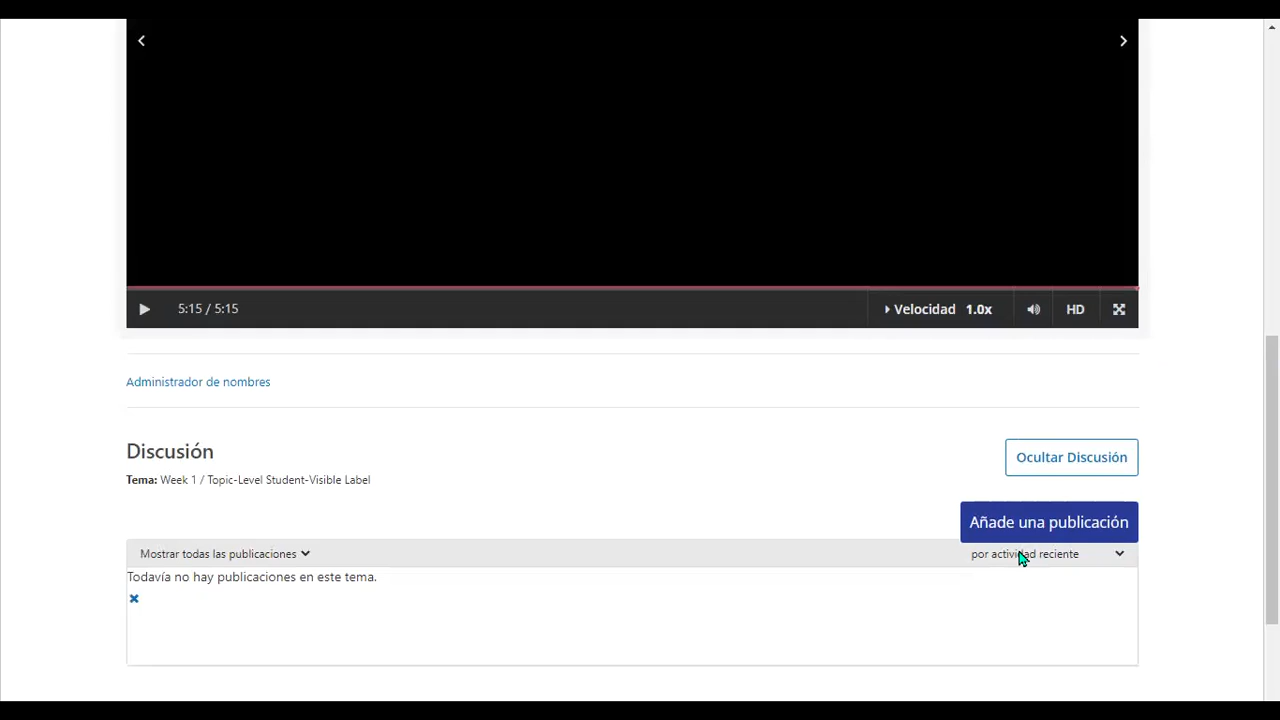 5:15 / 5:15
Velocidad 1.0x
HD
Administrador de nombres
Discusión
Ocultar Discusión
Tema: Week 1 / Topic-Level Student-Visible Label
Añade una publicación
Mostrar todas las publicaciones
por actividad reciente
Todavía no hay publicaciones en este tema.